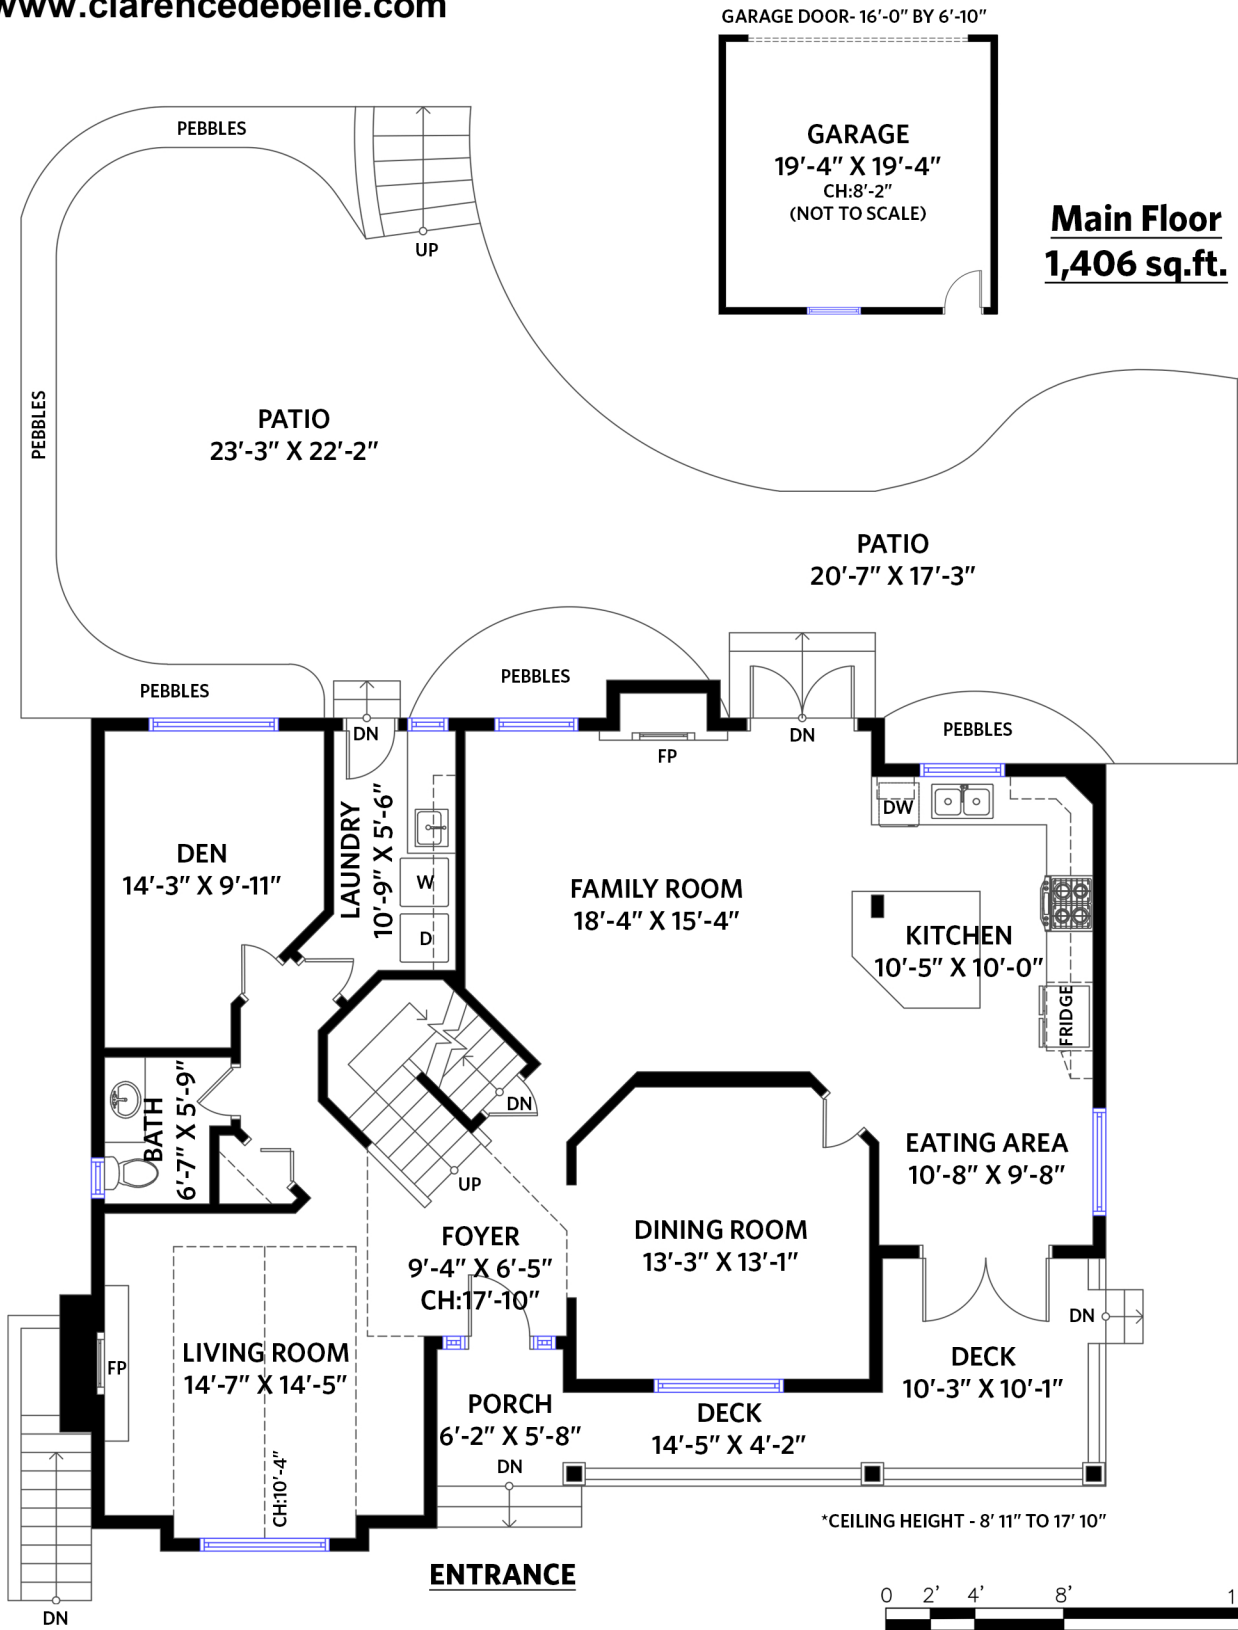 www.clarencedebelle.com
GARAGE DOOR- 16'-0" BY 6'-10"
GARAGE
19'-4" X 19'-4"
CH:8'-2"
(NOT TO SCALE)
Main Floor
1,406 sq.ft.
PEBBLES
UP
PEBBLES
PATIO
23'-3" X 22'-2"
PATIO
20'-7" X 17'-3"
PEBBLES
PEBBLES
PEBBLES
DN
FP
DN
DEN
14'-3" X 9'-11"
LAUNDRY
10'-9" X 5'-6"
W
D
FAMILY ROOM
18'-4" X 15'-4"
DW
KITCHEN
10'-5" X 10'-0"
FRIDGE
BATH
6'-7" X 5'-9"
DN
UP
EATING AREA
10'-8" X 9'-8"
FOYER
9'-4" X 6'-5"
CH:17'-10"
DINING ROOM
13'-3" X 13'-1"
LIVING ROOM
14'-7" X 14'-5"
FP
CH:10'-4"
PORCH
6'-2" X 5'-8"
DN
DECK
14'-5" X 4'-2"
DECK
10'-3" X 10'-1"
DN
*CEILING HEIGHT - 8' 11" TO 17' 10"
ENTRANCE
DN
0 2' 4' 8' 1